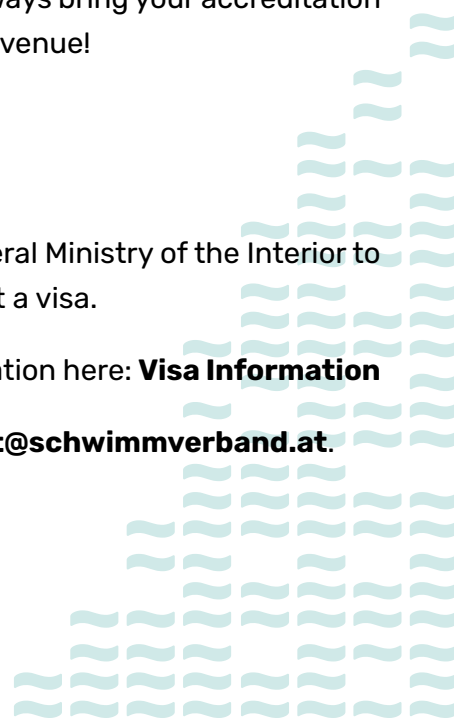 ays bring your accreditation
venue!
eral Ministry of the Interior to
t a visa.
ation here: Visa Information
t@schwimmverband.at.